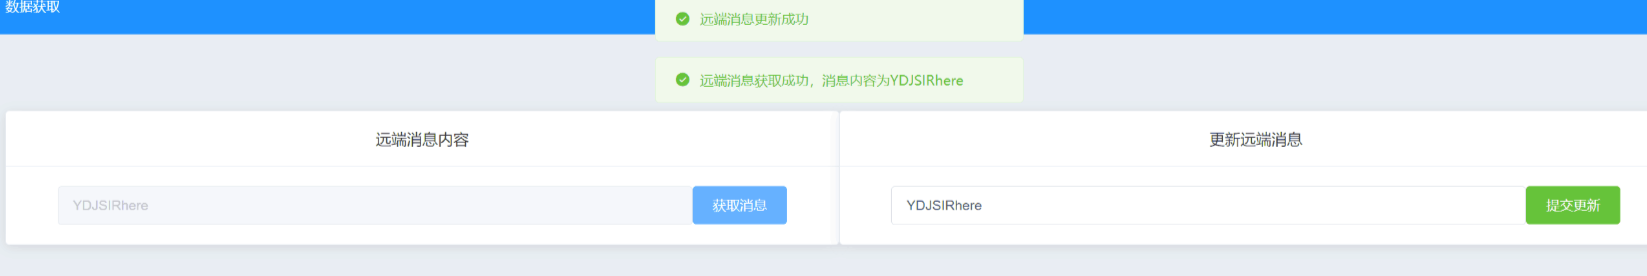 数据获取
远端消息更新成功
远端消息获取成功，消息内容为YDJSIRhere
远端消息内容
更新远端消息
YDJSIRhere
获取消息
YDJSIRhere
提交更新